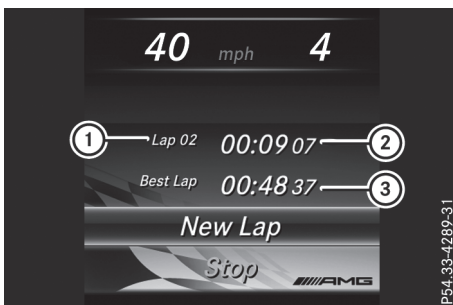 40 mph 4
1 Lap 02 00:09 07 2
Best Lap 00:48 37 3
New Lap
Stop
AMG
P54.33-4289-31